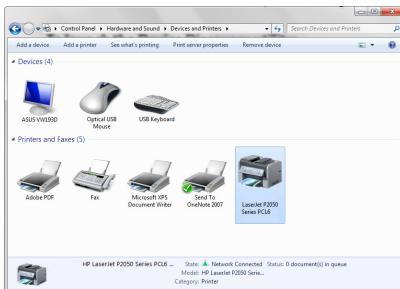 Control Panel ▸ Hardware and Sound ▸ Devices and Printers ▸
Search Devices and Printers
Add a device Add a printer See what's printing Print server properties Remove device
Devices (4)
ASUS VW193D
Optical USB
Mouse
USB Keyboard
Printers and Faxes (5)
Adobe PDF
Fax
Microsoft XPS
Document Writer
Send To
OneNote 2007
LaserJet P2050
Series PCL6
HP LaserJet P2050 Series PCL6 ... State: Network Connected Status: 0 document(s) in queue
Model: HP LaserJet P2050 Serie...
Category: Printer